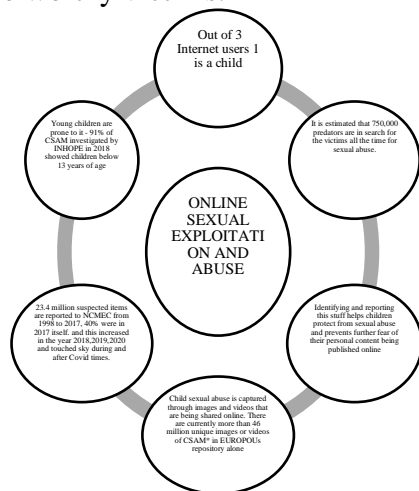 Out of 3
Internet users 1
is a child
It is estimated that 750,000
predators are in search for
the victims all the time for
sexual abuse.
Identifying and reporting
this stuff helps children
protect from sexual abuse
and prevents further fear of
their personal content being
published online
Child sexual abuse is captured
through images and videos that
are being shared online. There
are currently more than 46
million unique images or videos
of CSAM* in EUROPOUs
repository alone
23.4 million suspected items
are reported to NCMEC from
1998 to 2017, 40% were in
2017 itself. and this increased
in the year 2018,2019,2020
and touched sky during and
after Covid times.
Young children are
prone to it - 91% of
CSAM investigated by
INHOPE in 2018
showed children below
13 years of age
ONLINE
SEXUAL
EXPLOITATI
ON AND
ABUSE